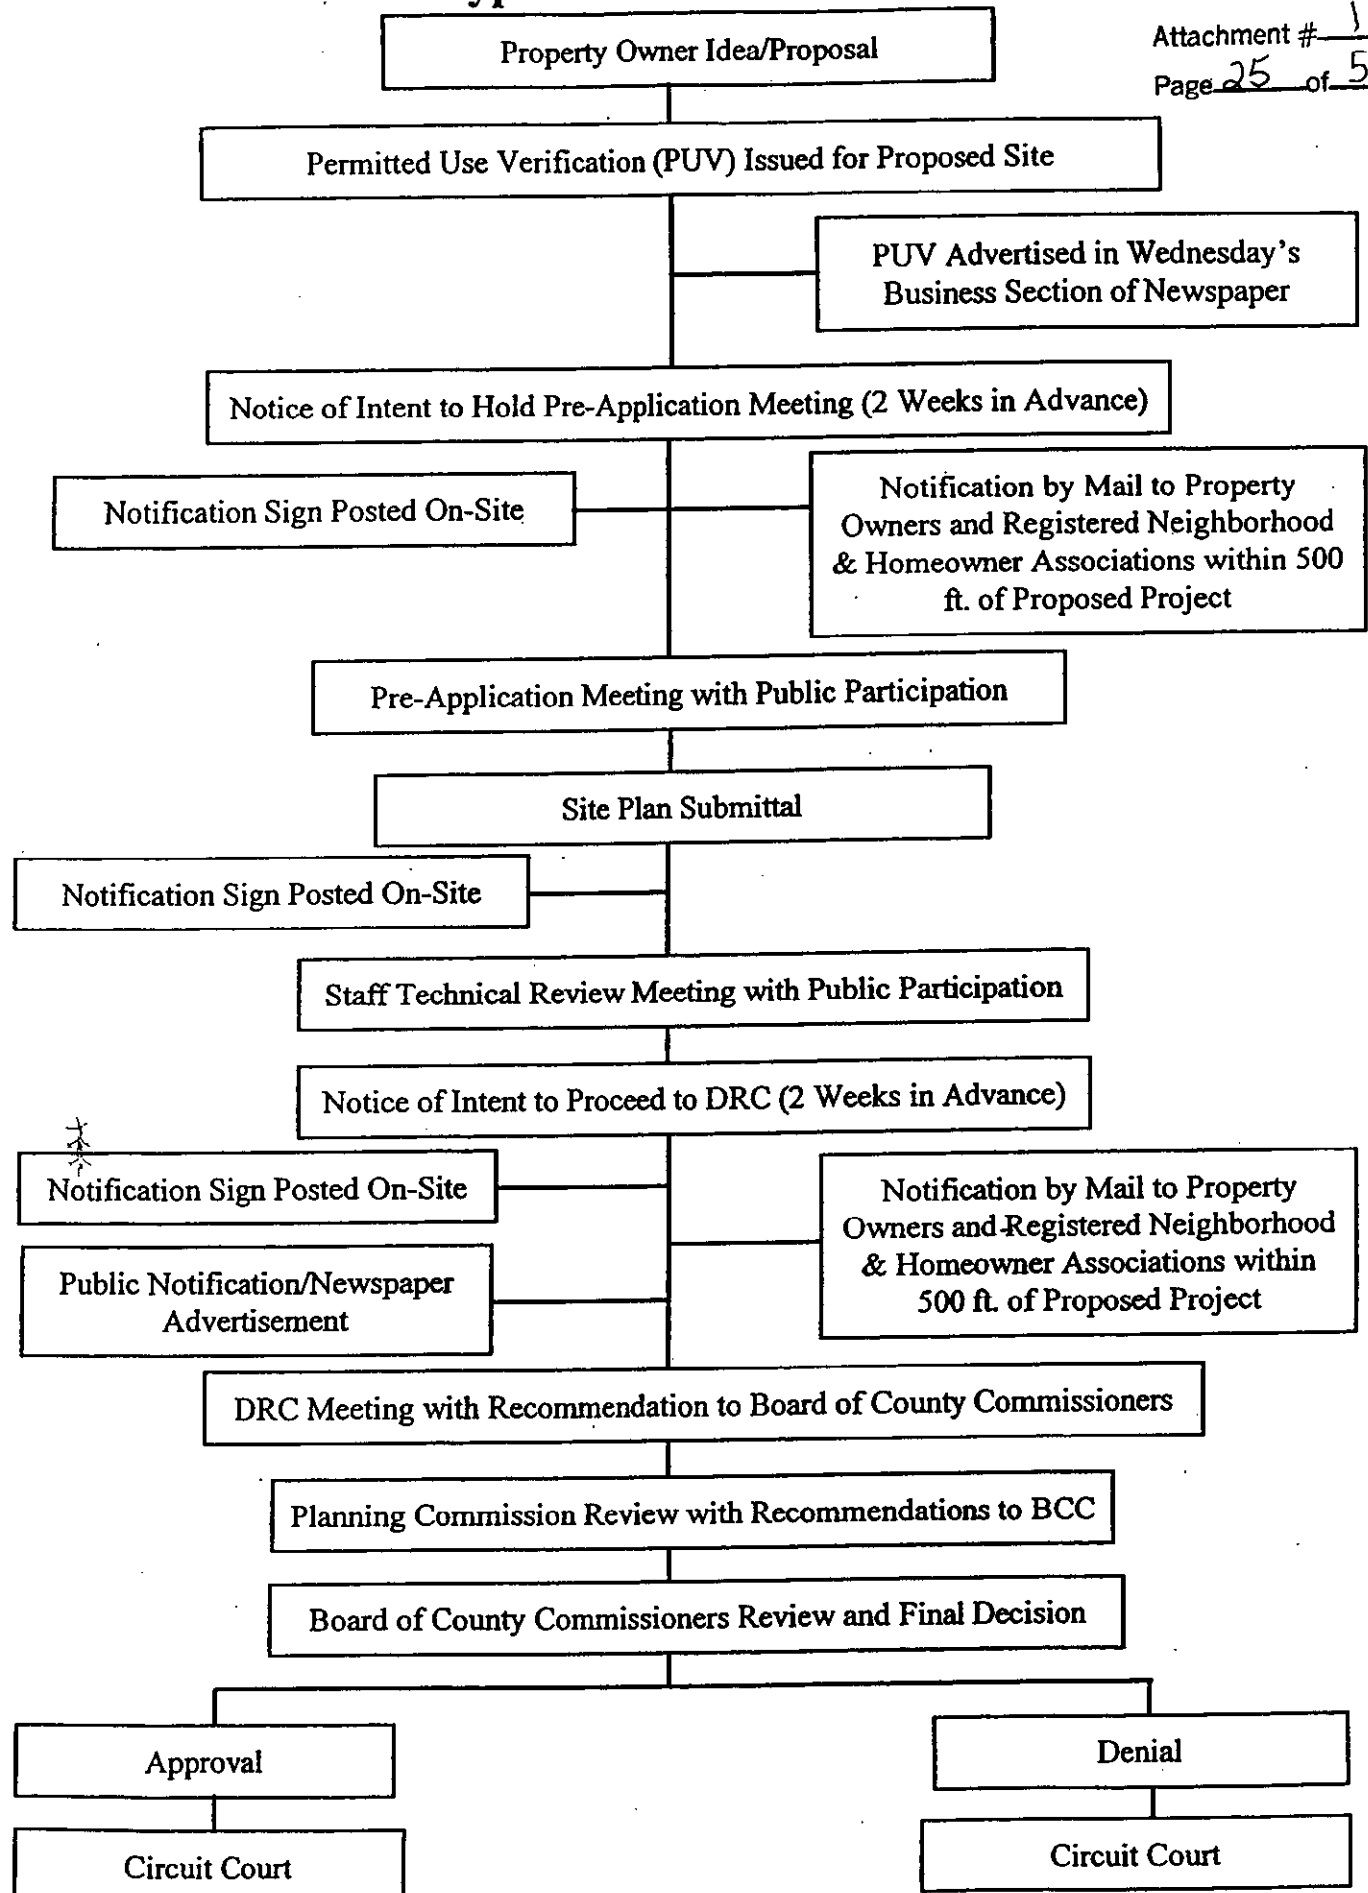 Property Owner Idea/Proposal
Attachment # 1
Page 25 of 5
Permitted Use Verification (PUV) Issued for Proposed Site
PUV Advertised in Wednesday's
Business Section of Newspaper
Notice of Intent to Hold Pre-Application Meeting (2 Weeks in Advance)
Notification Sign Posted On-Site
Notification by Mail to Property
Owners and Registered Neighborhood
& Homeowner Associations within 500
ft. of Proposed Project
Pre-Application Meeting with Public Participation
Site Plan Submittal
Notification Sign Posted On-Site
Staff Technical Review Meeting with Public Participation
Notice of Intent to Proceed to DRC (2 Weeks in Advance)
Notification Sign Posted On-Site
Notification by Mail to Property
Owners and Registered Neighborhood
& Homeowner Associations within
500 ft. of Proposed Project
Public Notification/Newspaper
Advertisement
DRC Meeting with Recommendation to Board of County Commissioners
Planning Commission Review with Recommendations to BCC
Board of County Commissioners Review and Final Decision
Approval
Denial
Circuit Court
Circuit Court